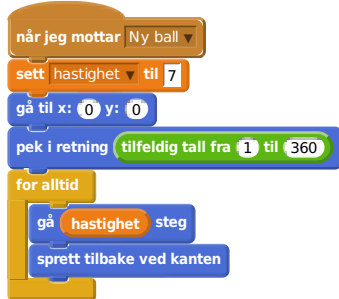 når jeg mottar Ny ball
sett hastighet til 7
gå til x: 0 y: 0
pek i retning tilfeldig tall fra 1 til 360
for alltid
gå hastighet steg
sprett tilbake ved kanten